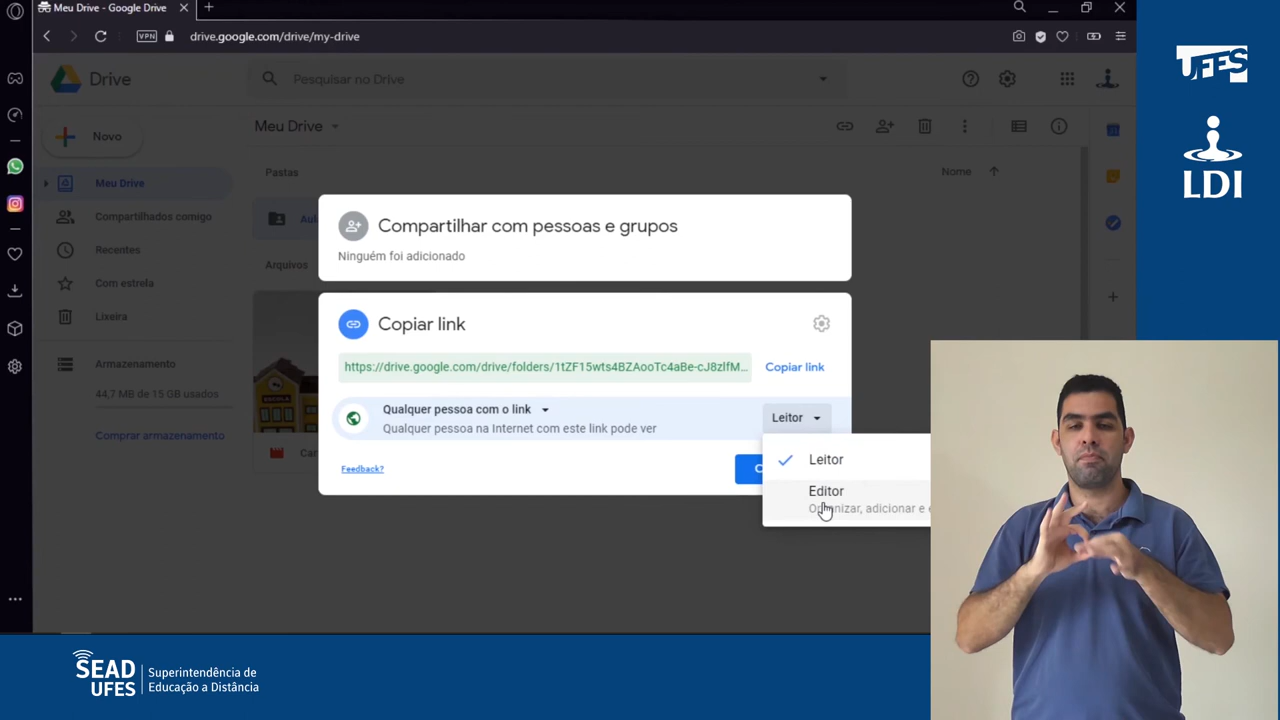 Meu Drive - Google Drive
VPN
drive.google.com/drive/my-drive
UFES
Drive
Pesquisar no Drive
Novo
Meu Drive
Nome
LDI
Pastas
Meu Drive
Compartilhados comigo
Recentes
Arquivos
Com estrela
Lixeira
Armazenamento
44,7 MB de 15 GB usados
Comprar armazenamento
ESCOLA
Compartilhar com pessoas e grupos
Ninguém foi adicionado
Copiar link
https://drive.google.com/drive/folders/1tZF15wts4BZAooTc4aBe-cJ8zlfM...
Copiar link
Qualquer pessoa com o link
Qualquer pessoa na Internet com este link pode ver
Leitor
Feedback?
Leitor
Editor
adicionar e
SEAD
UFES
Superintendência de
Educação a Distância